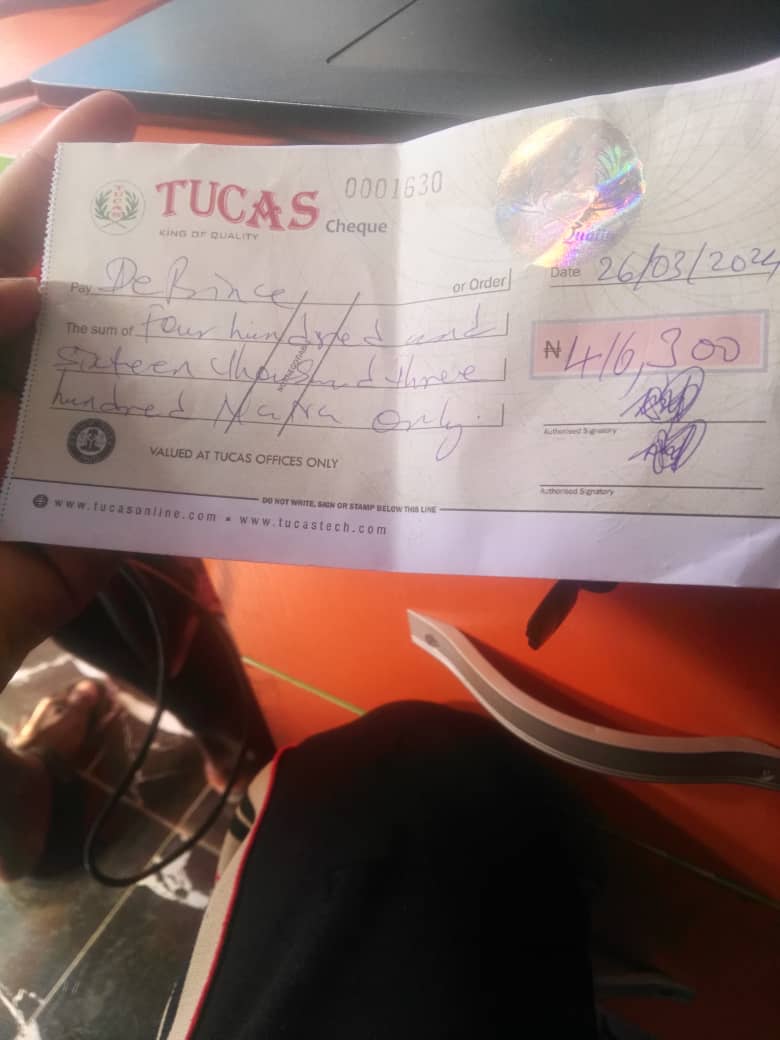 TUCAS
KING OF QUALITY
0001630
Cheque
Quality
Date 26/03/2024
Pay De Bince or Order
The sum of Four hundred and
Sixteen thousand three
hundred Naira only.
₦ 416,300
Authorised Signatory
Authorised Signatory
VALUED AT TUCAS OFFICES ONLY
DO NOT WRITE, SIGN OR STAMP BELOW THIS LINE
www.tucasonline.com • www.tucastech.com